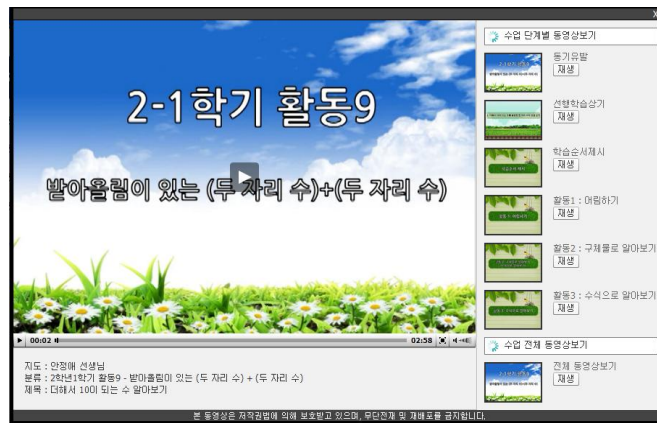 X
수업 단계별 동영상보기
2-1학기 활동9
받아올림이 있는 (두 자리 수)+(두 자리 수)
동기유발
재생
선행학습상기
재생
학습순서제시
재생
활동1 : 어림하기
재생
활동2 : 구체물로 알아보기
재생
활동3 : 수식으로 알아보기
재생
00:02
02:58
수업 전체 동영상보기
전체 동영상보기
재생
지도 : 안정애 선생님
분류 : 2학년1학기 활동9 - 받아올림이 있는 (두 자리 수) + (두 자리 수)
제목 : 더해서 10이 되는 수 알아보기
본 동영상은 저작권법에 의해 보호받고 있으며, 무단전재 및 재배포를 금지합니다.